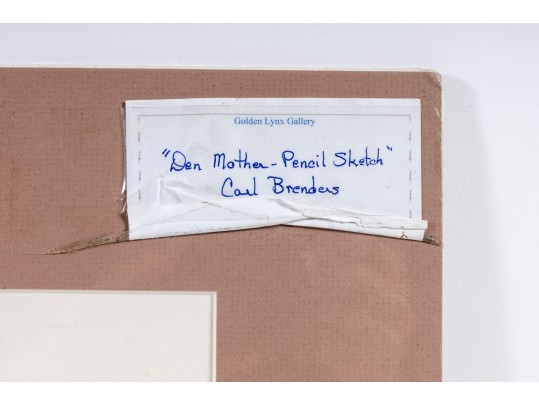 Golden Lynx Gallery
"Den Mother - Pencil Sketch"
Carl Brenders